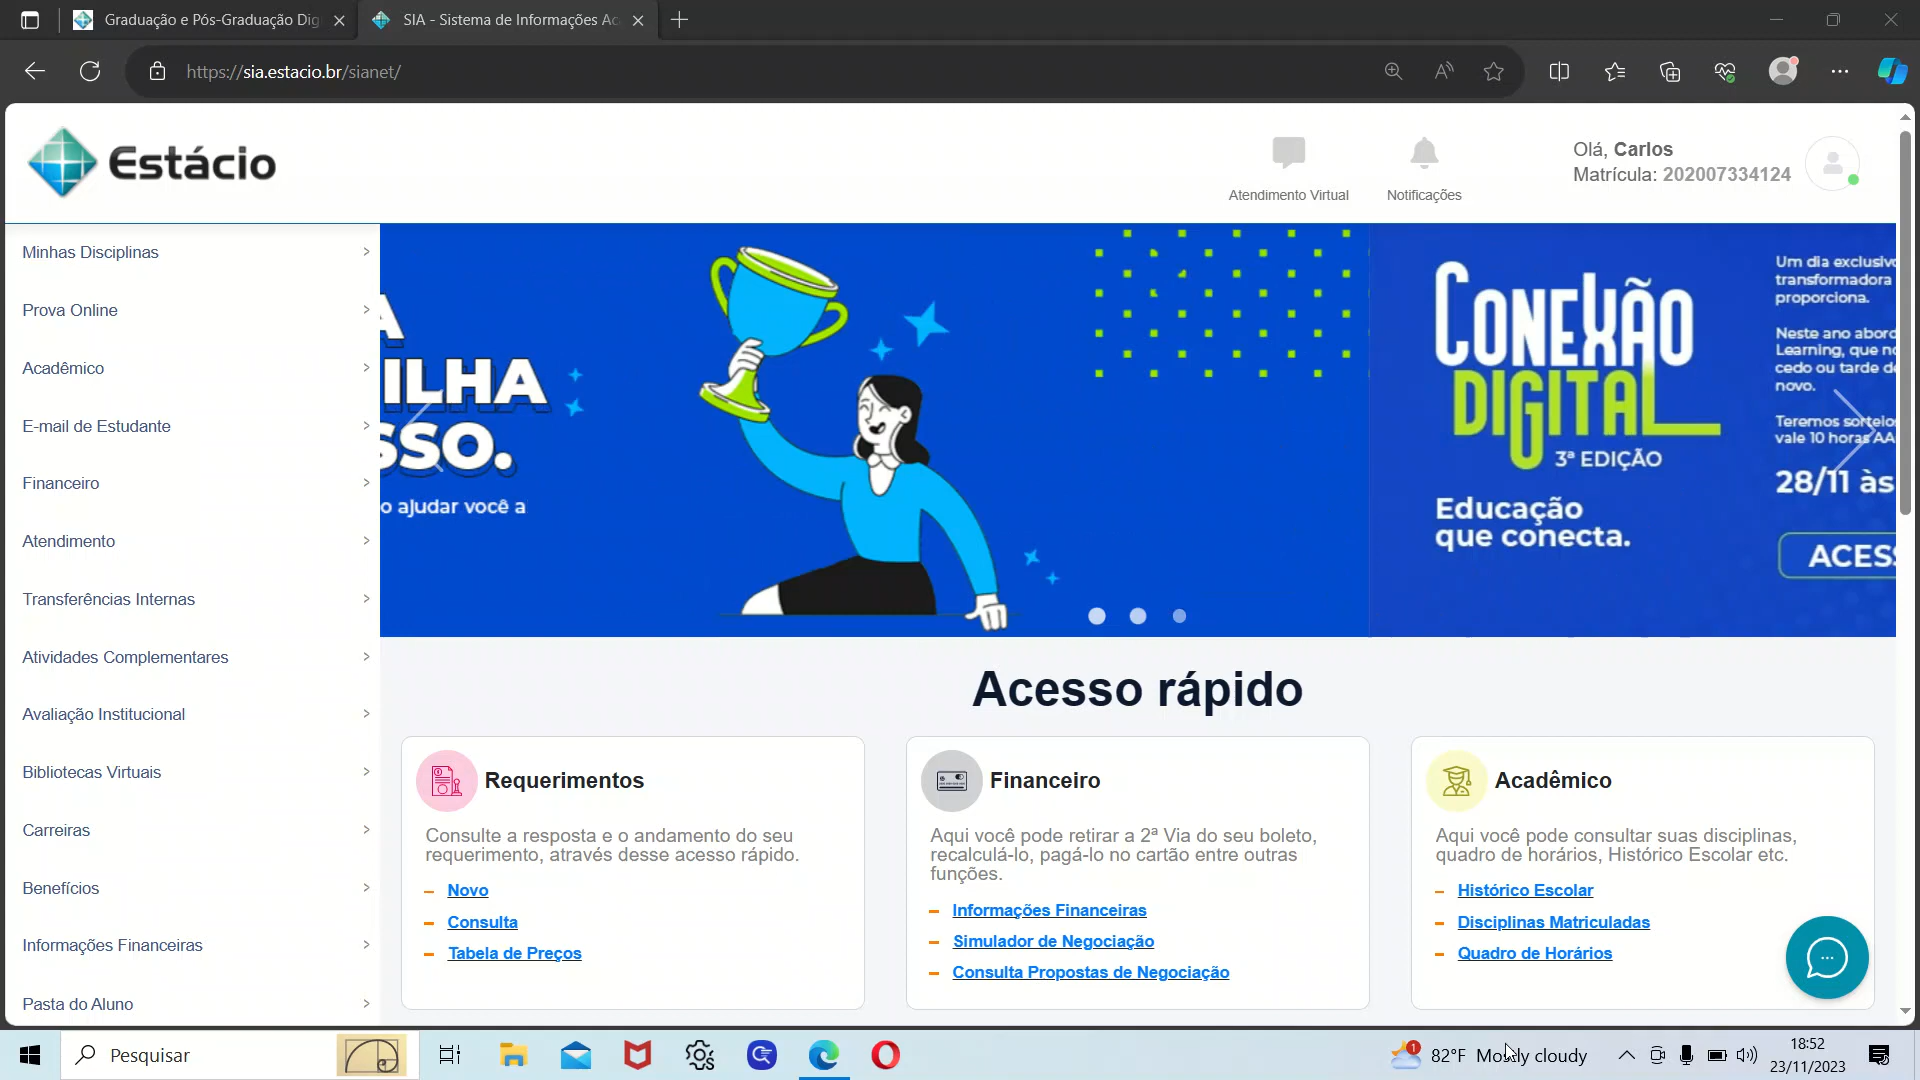 Graduação e Pós-Graduação Dig
SIA - Sistema de Informações Ac
https://sia.estacio.br/sianet/
Estácio
Atendimento Virtual
Notificações
Olá, Carlos
Matrícula: 202007334124
Minhas Disciplinas
Prova Online
Acadêmico
E-mail de Estudante
Financeiro
Atendimento
Transferências Internas
Atividades Complementares
Avaliação Institucional
Bibliotecas Virtuais
Carreiras
Benefícios
Informações Financeiras
Pasta do Aluno
A
ILHA
SSO.
o ajudar você a
CONEXÃO
DIGITAL
3ª EDIÇÃO
Educação
que conecta.
Um dia exclusiv
transformadora
proporciona.
Neste ano abord
Learning, que n
cedo ou tarde d
novo.
Teremos sorteio
vale 10 horas AA
28/11 às
ACES
Acesso rápido
Requerimentos
Consulte a resposta e o andamento do seu
requerimento, através desse acesso rápido.
Novo
Consulta
Tabela de Preços
Financeiro
Aqui você pode retirar a 2ª Via do seu boleto,
recalculá-lo, pagá-lo no cartão entre outras
funções.
Informações Financeiras
Simulador de Negociação
Consulta Propostas de Negociação
Acadêmico
Aqui você pode consultar suas disciplinas,
quadro de horários, Histórico Escolar etc.
Histórico Escolar
Disciplinas Matriculadas
Quadro de Horários
Pesquisar
1
82°F Mostly cloudy
18:52
23/11/2023